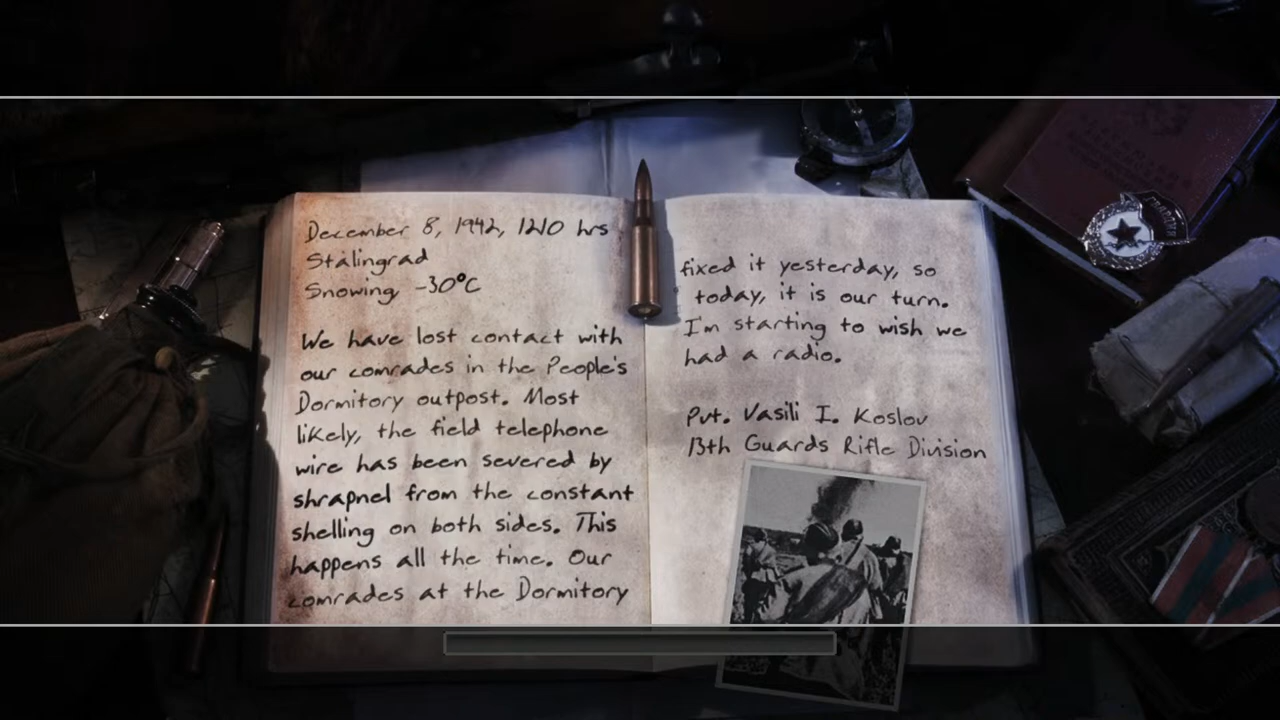 December 8, 1942, 1210 hrs
Stalingrad
Snowing -30°C
We have lost contact with
our comrades in the People's
Dormitory outpost. Most
likely, the field telephone
wire has been severed by
shrapnel from the constant
shelling on both sides. This
happens all the time. Our
comrades at the Dormitory
fixed it yesterday, so
today, it is our turn.
I'm starting to wish we
had a radio.
Pvt. Vasili I. Koslov
13th Guards Rifle Division